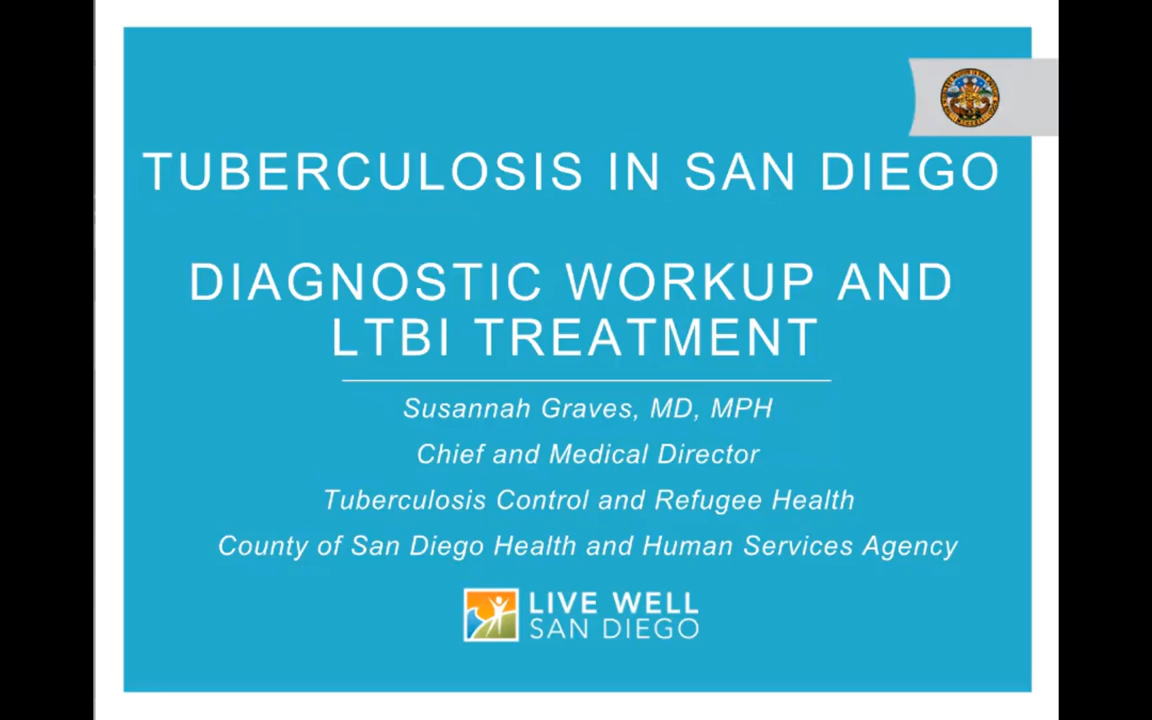 TUBERCULOSIS IN SAN DIEGO
DIAGNOSTIC WORKUP AND
LTBI TREATMENT
Susannah Graves, MD, MPH
Chief and Medical Director
Tuberculosis Control and Refugee Health
County of San Diego Health and Human Services Agency
LIVE WELL
SAN DIEGO